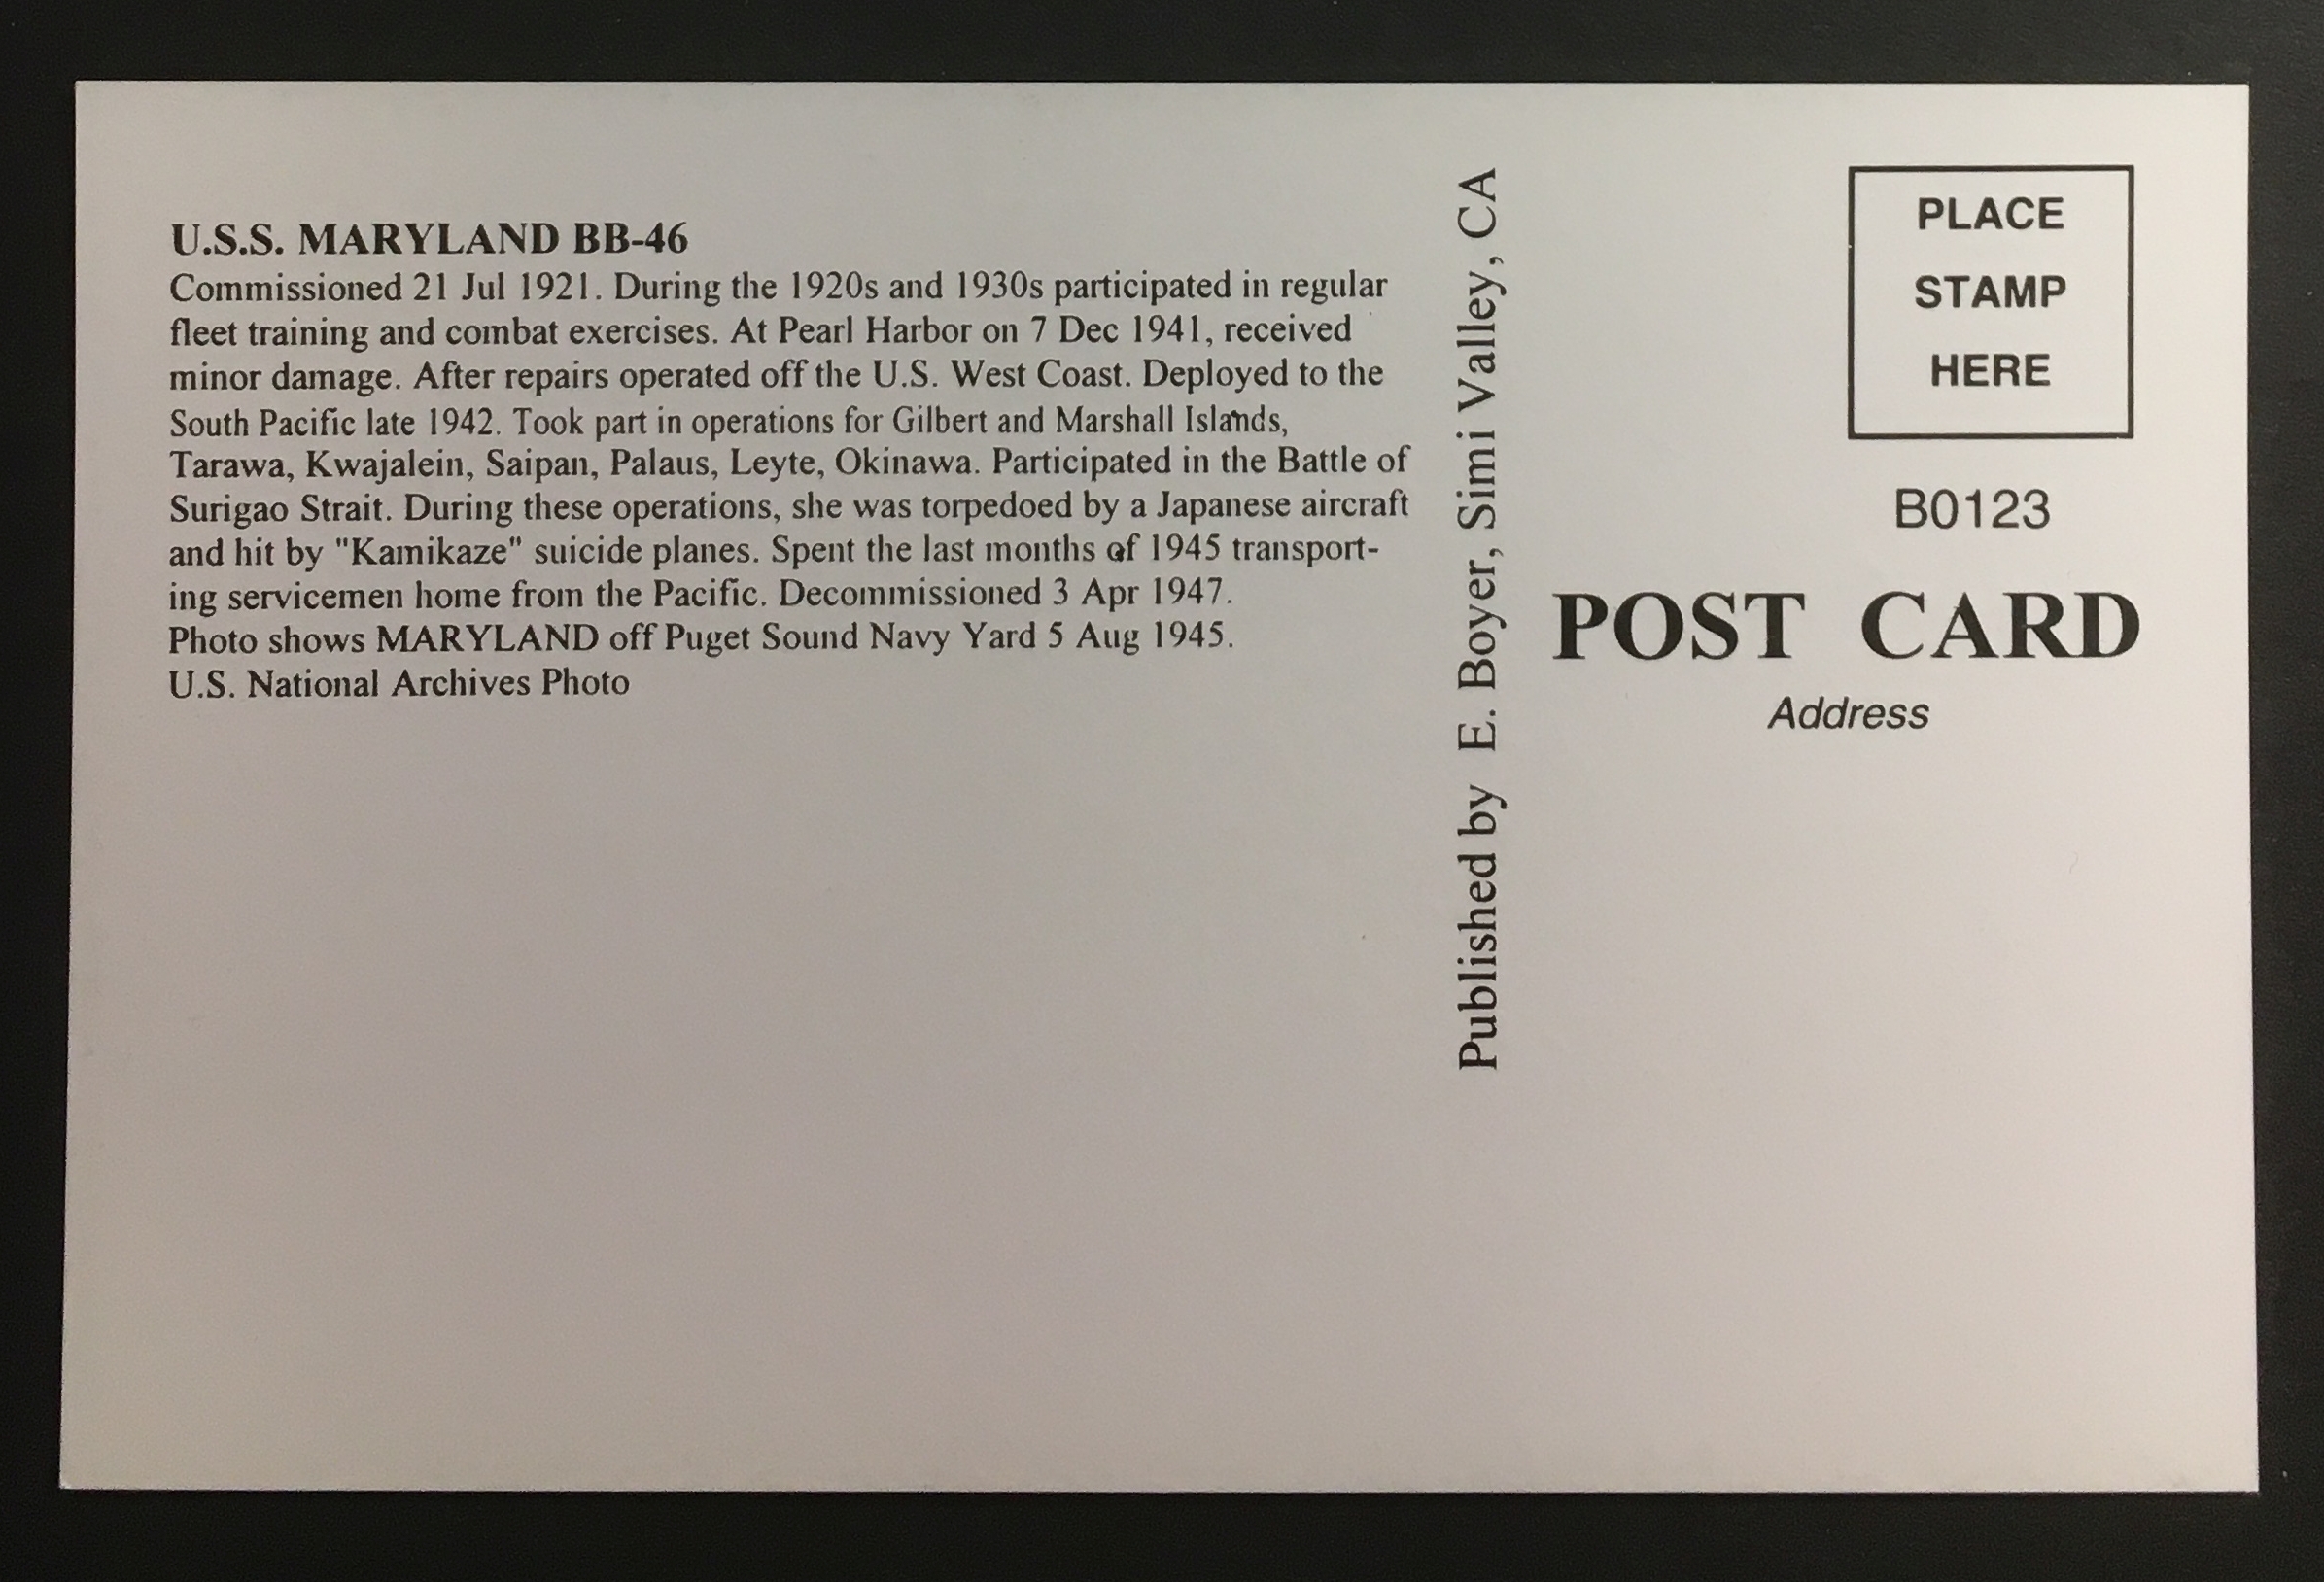 U.S.S. MARYLAND BB-46
Commissioned 21 Jul 1921. During the 1920s and 1930s participated in regular
fleet training and combat exercises. At Pearl Harbor on 7 Dec 1941, received
minor damage. After repairs operated off the U.S. West Coast. Deployed to the
South Pacific late 1942. Took part in operations for Gilbert and Marshall Islands,
Tarawa, Kwajalein, Saipan, Palaus, Leyte, Okinawa. Participated in the Battle of
Surigao Strait. During these operations, she was torpedoed by a Japanese aircraft
and hit by "Kamikaze" suicide planes. Spent the last months of 1945 transport-
ing servicemen home from the Pacific. Decommissioned 3 Apr 1947.
Photo shows MARYLAND off Puget Sound Navy Yard 5 Aug 1945.
U.S. National Archives Photo
Published by E. Boyer, Simi Valley, CA
PLACE
STAMP
HERE
B0123
POST CARD
Address